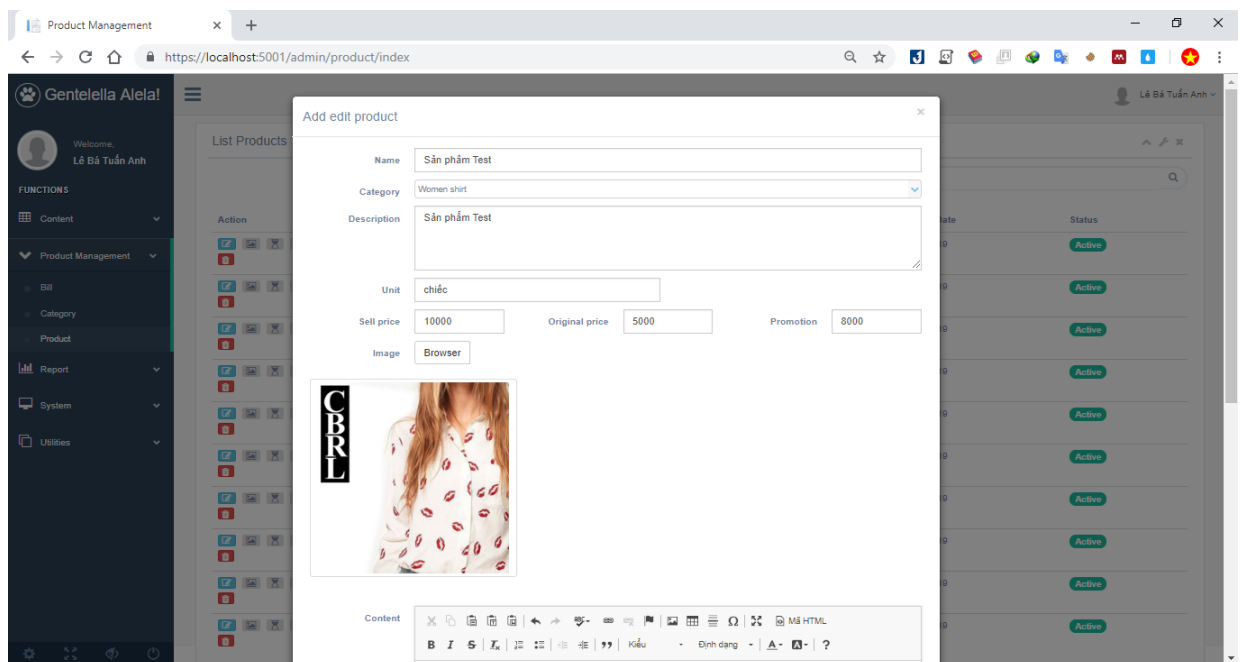 Product Management
https://localhost:5001/admin/product/index
Gentelella Alela!
Lê Bá Tuấn Anh
Welcome,
Lê Bá Tuấn Anh
FUNCTIONS
Content
Product Management
Bill
Category
Product
Report
System
Utilities
List Products
Action
Status
Active
Active
Active
Active
Active
Active
Active
Active
Active
Active
Add edit product
Name Sản phẩm Test
Category Women shirt
Description Sản phẩm Test
Unit chiếc
Sell price 10000 Original price 5000 Promotion 8000
Image Browser
CBRL
Content
Mã HTML
B I S Kiểu Định dạng A A ?